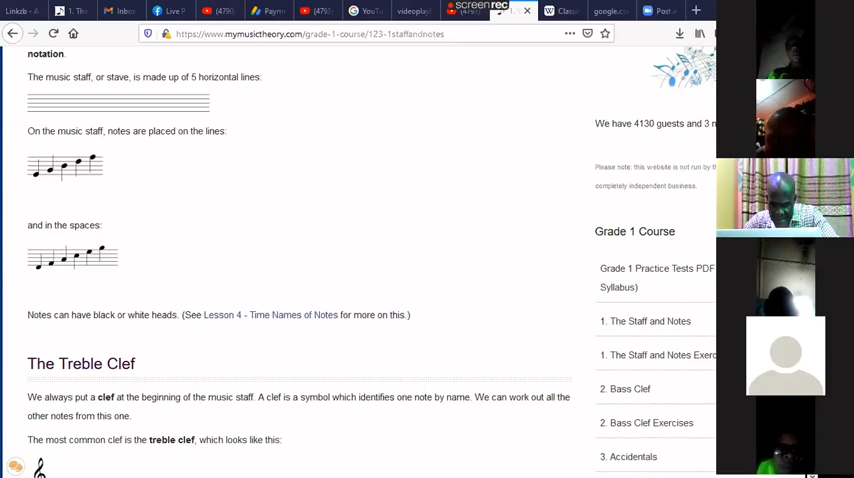 Linkzb - A
1. The
Inbox
Live P
(4790
Payme
(4793
YouTu
videoplayl
screen rec
Classi
google.co
Post a
https://www.mymusictheory.com/grade-1-course/123-1staffandnotes
notation.
The music staff, or stave, is made up of 5 horizontal lines:
On the music staff, notes are placed on the lines:
and in the spaces:
Notes can have black or white heads. (See Lesson 4 - Time Names of Notes for more on this.)
The Treble Clef
We always put a clef at the beginning of the music staff. A clef is a symbol which identifies one note by name. We can work out all the
other notes from this one.
The most common clef is the treble clef, which looks like this:
We have 4130 guests and 3 m
Please note: this website is not run by th
completely independent business.
Grade 1 Course
Grade 1 Practice Tests PDF
Syllabus)
1. The Staff and Notes
1. The Staff and Notes Exerc
2. Bass Clef
2. Bass Clef Exercises
3. Accidentals